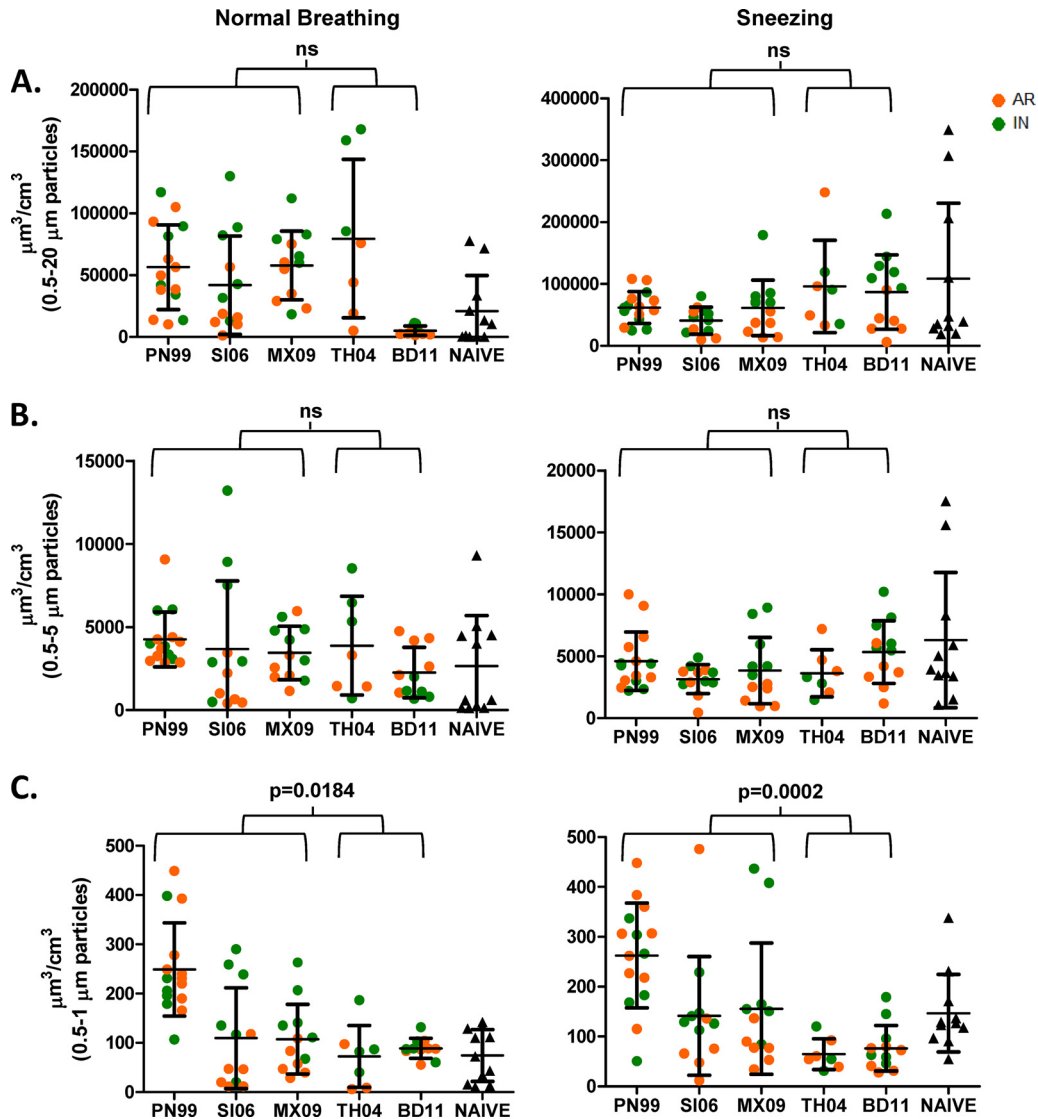 Normal Breathing
Sneezing
A.
ns
ns
AR
IN
μm³/cm³
(0.5-20 μm particles)
200000
150000
100000
50000
0
PN99 SI06 MX09 TH04 BD11 NAIVE
400000
300000
200000
100000
0
PN99 SI06 MX09 TH04 BD11 NAIVE
B.
ns
ns
μm³/cm³
(0.5-5 μm particles)
15000
10000
5000
0
PN99 SI06 MX09 TH04 BD11 NAIVE
20000
15000
10000
5000
0
PN99 SI06 MX09 TH04 BD11 NAIVE
C.
p=0.0184
p=0.0002
μm³/cm³
(0.5-1 μm particles)
500
400
300
200
100
0
PN99 SI06 MX09 TH04 BD11 NAIVE
500
400
300
200
100
0
PN99 SI06 MX09 TH04 BD11 NAIVE